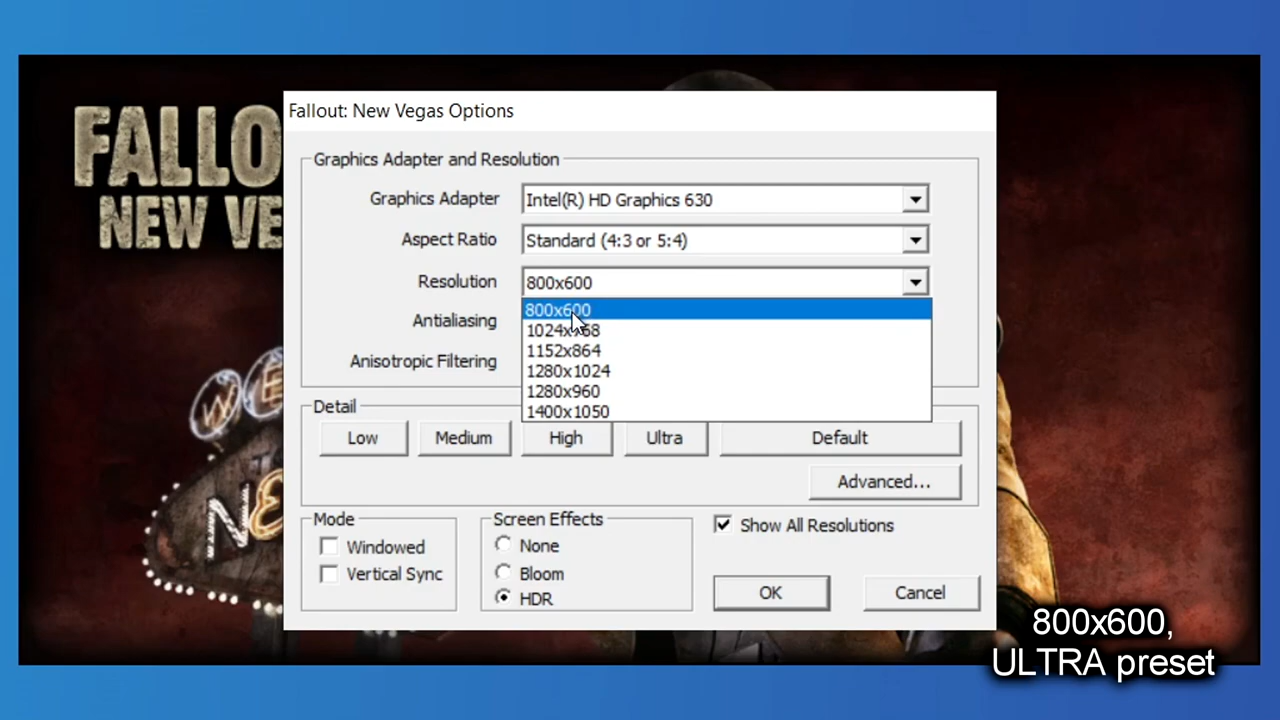 FALLO
NEW VE
Fallout: New Vegas Options
Graphics Adapter and Resolution
Graphics Adapter
Intel(R) HD Graphics 630
Aspect Ratio
Standard (4:3 or 5:4)
Resolution
800x600
800x600
1024x768
1152x864
1280x1024
1280x960
1400x1050
Antialiasing
Anisotropic Filtering
Detail
Low
Medium
High
Ultra
Default
Advanced...
Mode
Windowed
Vertical Sync
Screen Effects
None
Bloom
HDR
Show All Resolutions
OK
Cancel
WE
NE
800x600,
ULTRA preset